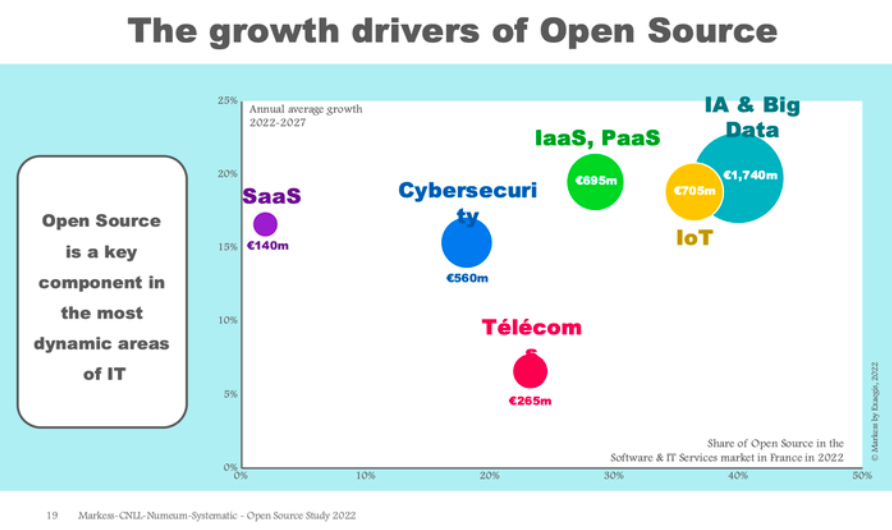 The growth drivers of Open Source
Open Source
is a key
component in
the most
dynamic areas
of IT
25%
20%
15%
10%
5%
0%
Annual average growth
2022-2027
SaaS
€140m
Cybersecuri
ty
€560m
IaaS, PaaS
€695m
Télécom
s
€265m
IA & Big
Data
€1,740m
€705m
IoT
Share of Open Source in the
Software & IT Services market in France in 2022
0%
10%
20%
30%
40%
50%
© Markess by Exaegis, 2022
19 Markess-CNLL-Numeum-Systematic - Open Source Study 2022